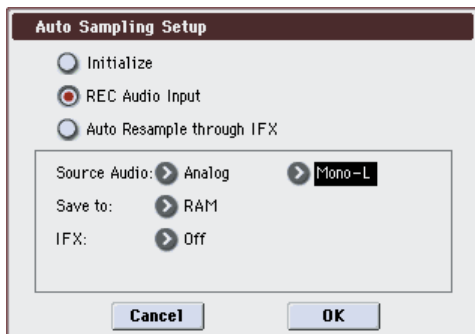 Auto Sampling Setup
Initialize
REC Audio Input
Auto Resample through IFX
Source Audio: Analog Mono-L
Save to: RAM
IFX: Off
Cancel OK